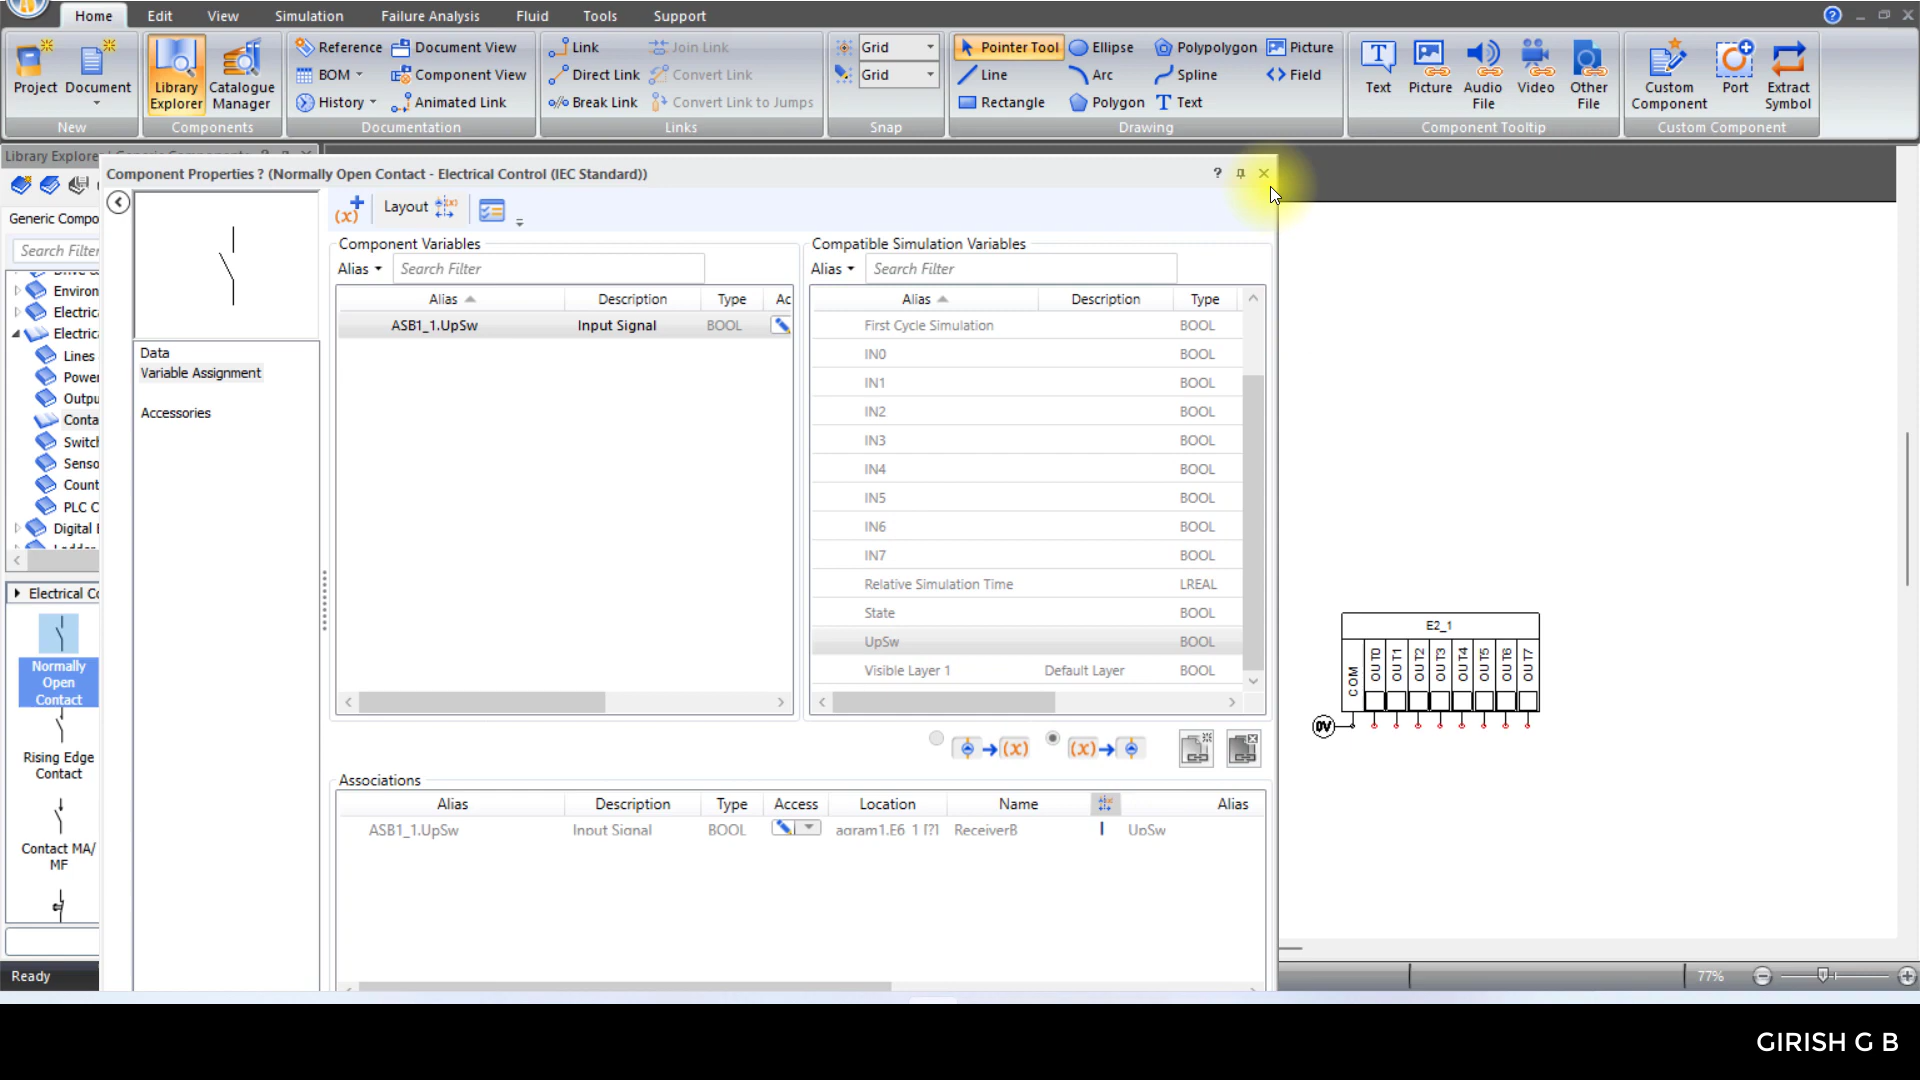 Home Edit View Simulation Failure Analysis Fluid Tools Support
Project Document
New
Library Explorer Catalogue Manager
Components
Reference Document View
BOM Component View
History Animated Link
Documentation
Link Join Link
Direct Link Convert Link
Break Link Convert Link to Jumps
Links
Grid
Grid
Snap
Pointer Tool Ellipse Polypolygon Picture
Line Arc Spline Field
Rectangle Polygon Text
Drawing
Text Picture Audio File Video Other File
Component Tooltip
Custom Component Port Extract Symbol
Custom Component
Library Explore
Component Properties ? (Normally Open Contact - Electrical Control (IEC Standard))
Generic Compo
Search Filter
Environ
Electrica
Electrica
Lines
Power
Outpu
Conta
Switch
Senso
Count
PLC C
Digital E
Electrical Co
Normally Open Contact
Rising Edge Contact
Contact MA/ MF
Ready
Data
Variable Assignment
Accessories
(x) Layout
Component Variables
Alias Search Filter
Alias Description Type Ac
ASB1_1.UpSw Input Signal BOOL
Compatible Simulation Variables
Alias Search Filter
Alias Description Type
First Cycle Simulation BOOL
IN0 BOOL
IN1 BOOL
IN2 BOOL
IN3 BOOL
IN4 BOOL
IN5 BOOL
IN6 BOOL
IN7 BOOL
Relative Simulation Time LREAL
State BOOL
UpSw BOOL
Visible Layer 1 Default Layer BOOL
(x) (x)
Associations
Alias Description Type Access Location Name Alias
ASB1_1.UpSw Input Signal BOOL agram1.E6_1 [?] ReceiverB UpSw
E2_1
COM OUT0 OUT1 OUT2 OUT3 OUT4 OUT5 OUT6 OUT7
0V
77%
GIRISH G B